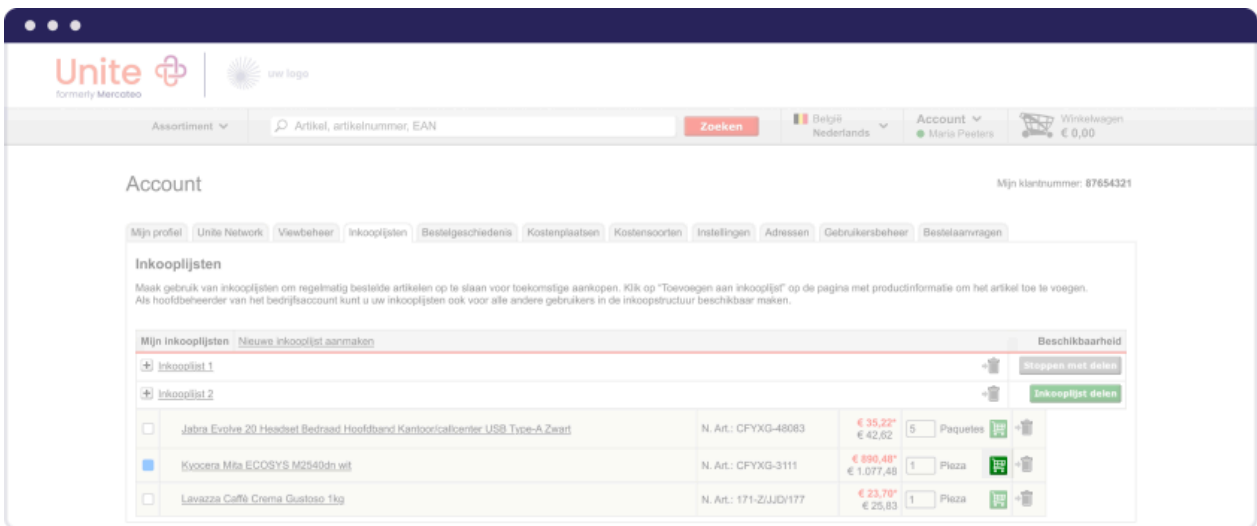 Unite
formerly Mercateo
uw logo
Assortiment
Artikel, artikelnummer, EAN
Zoeken
België
Nederlands
Account
Maria Peeters
Winkelwagen
€ 0,00
Account
Mijn klantnummer: 87654321
Mijn profiel Unite Network Viewbeheer Inkooplijsten Bestelgeschiedenis Kostenplaatsen Kostensoorten Instellingen Adressen Gebruikersbeheer Bestelaanvragen
Inkooplijsten
Maak gebruik van inkooplijsten om regelmatig bestelde artikelen op te slaan voor toekomstige aankopen. Klik op "Toevoegen aan inkooplijst" op de pagina met productinformatie om het artikel toe te voegen.
Als hoofdbeheerder van het bedrijfsaccount kunt u uw inkooplijsten ook voor alle andere gebruikers in de inkoopstructuur beschikbaar maken.
Mijn inkooplijsten Nieuwe inkooplijst aanmaken Beschikbaarheid
Inkooplijst 1 Stoppen met delen
Inkooplijst 2 Inkooplijst delen
Jabra Evolve 20 Headset Bedraad Hoofdband Kantoor/callcenter USB Type-A Zwart N. Art.: CFYXG-48083 € 35,22* 5 Paquetes
€ 42,62
Kyocera Mita ECOSYS M2540dn wit N. Art.: CFYXG-3111 € 890,48* 1 Pieza
€ 1.077,48
Lavazza Caffè Crema Gustoso 1kg N. Art.: 171-Z/JJD/177 € 23,70* 1 Pieza
€ 25,83